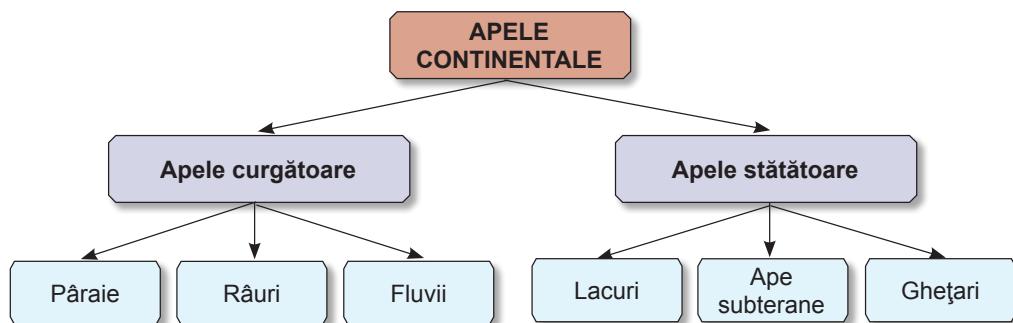 APELE
CONTINENTALE
Apele curgătoare
Apele stătătoare
Pâraie
Râuri
Fluvii
Lacuri
Ape
subterane
Gheţari